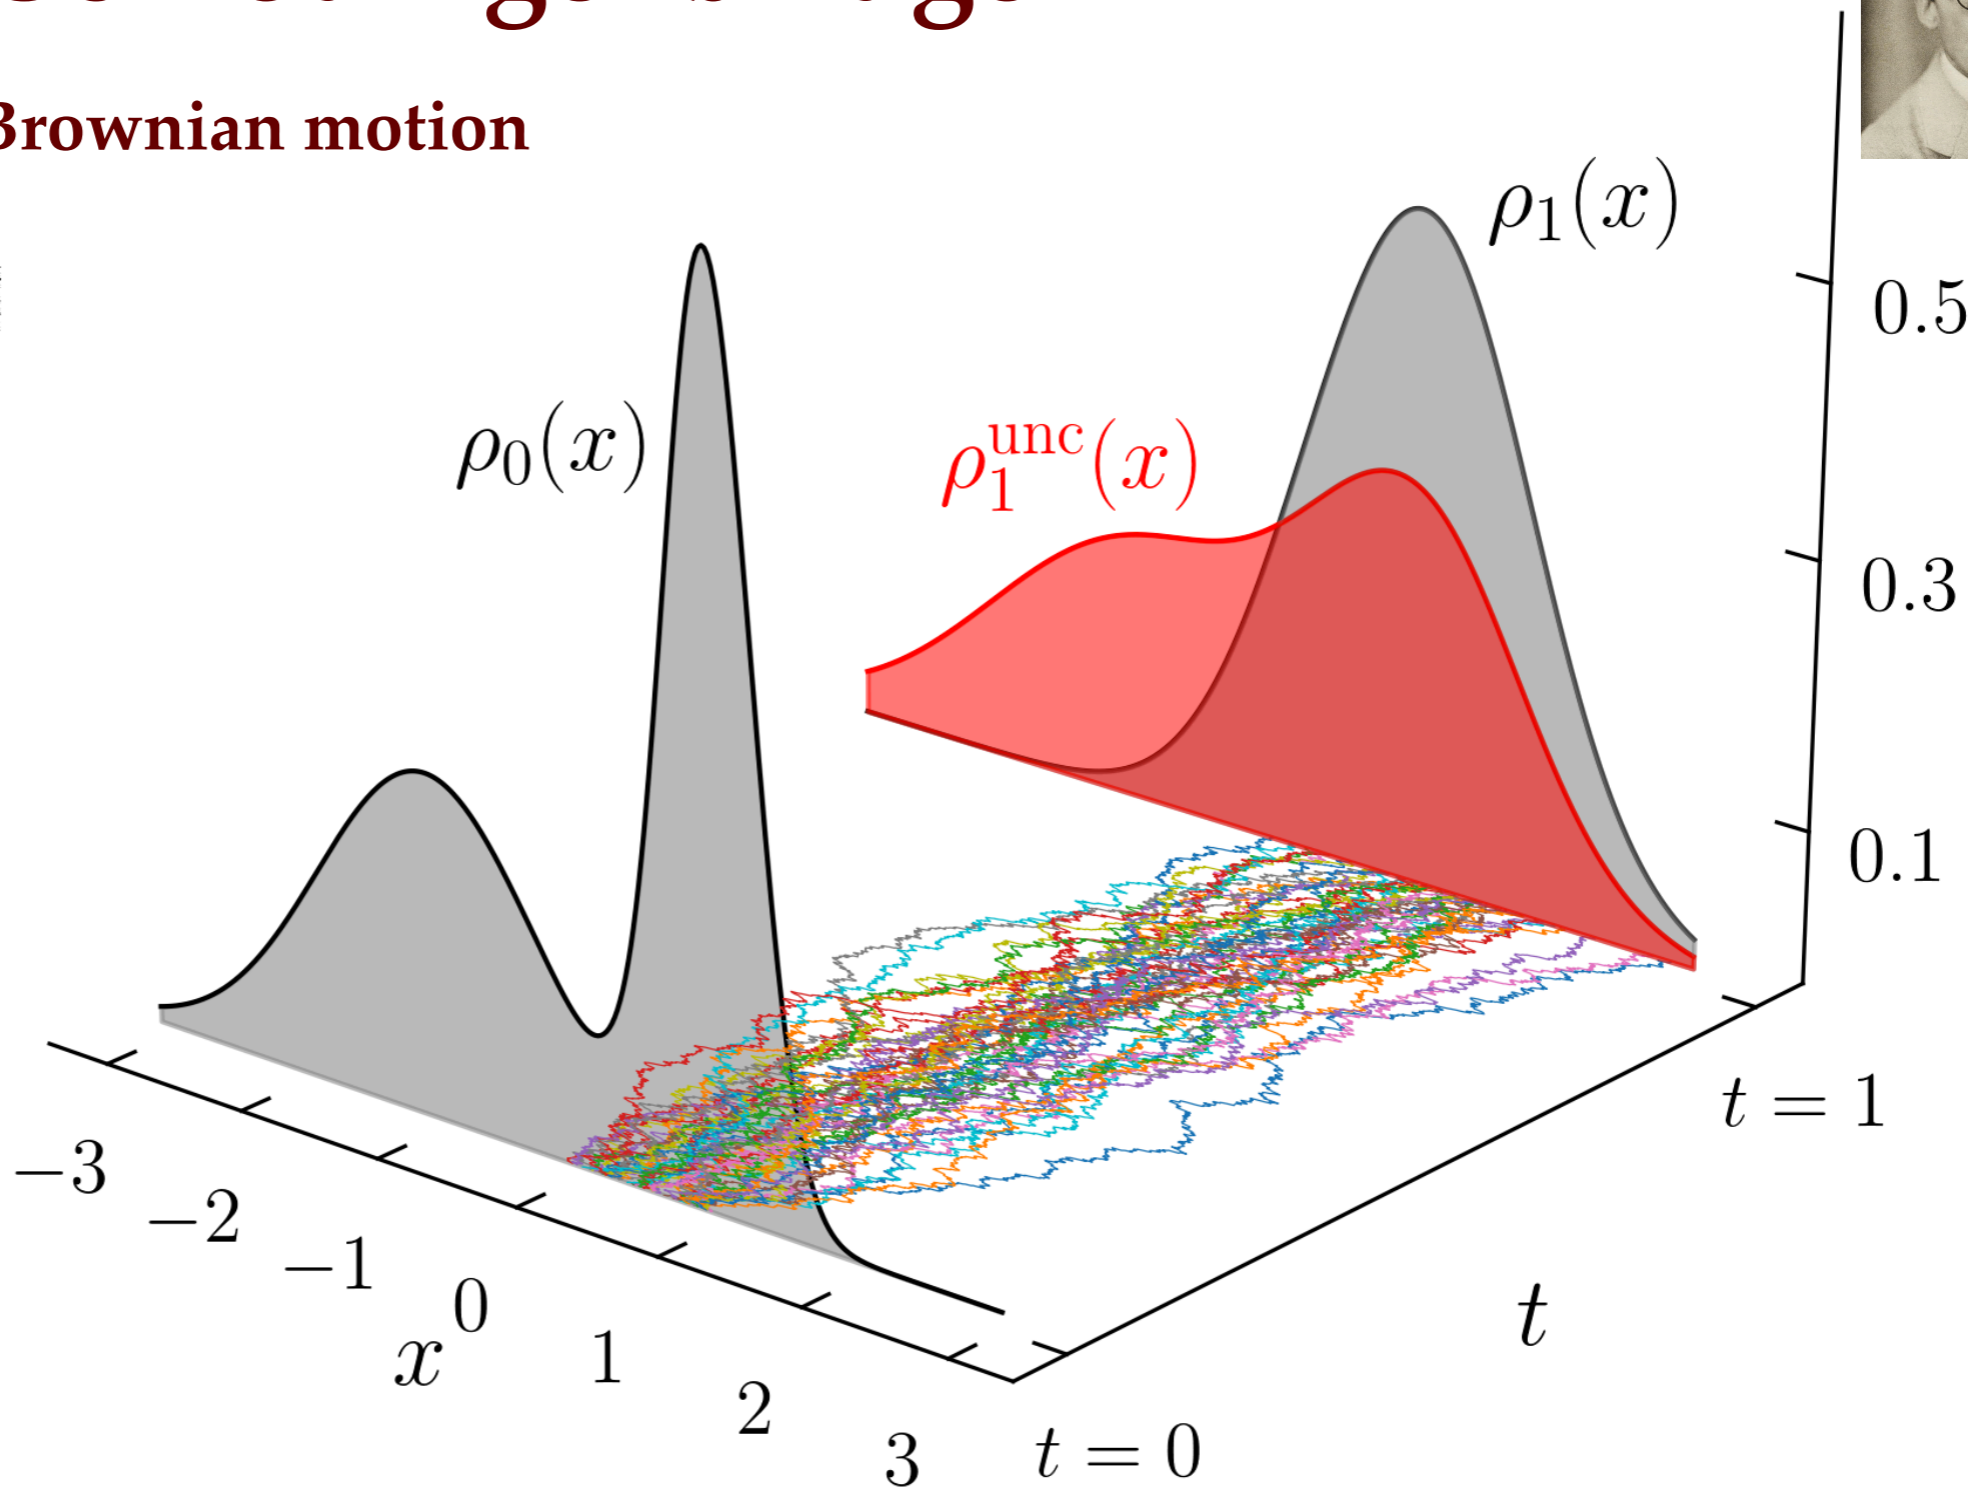 Brownian motion
ρ₁(x)
0.5
ρ₀(x)
ρ₁ᵘⁿᶜ(x)
0.3
0.1
t = 1
−3
−2
−1
0
x
1
2
3
t
t = 0